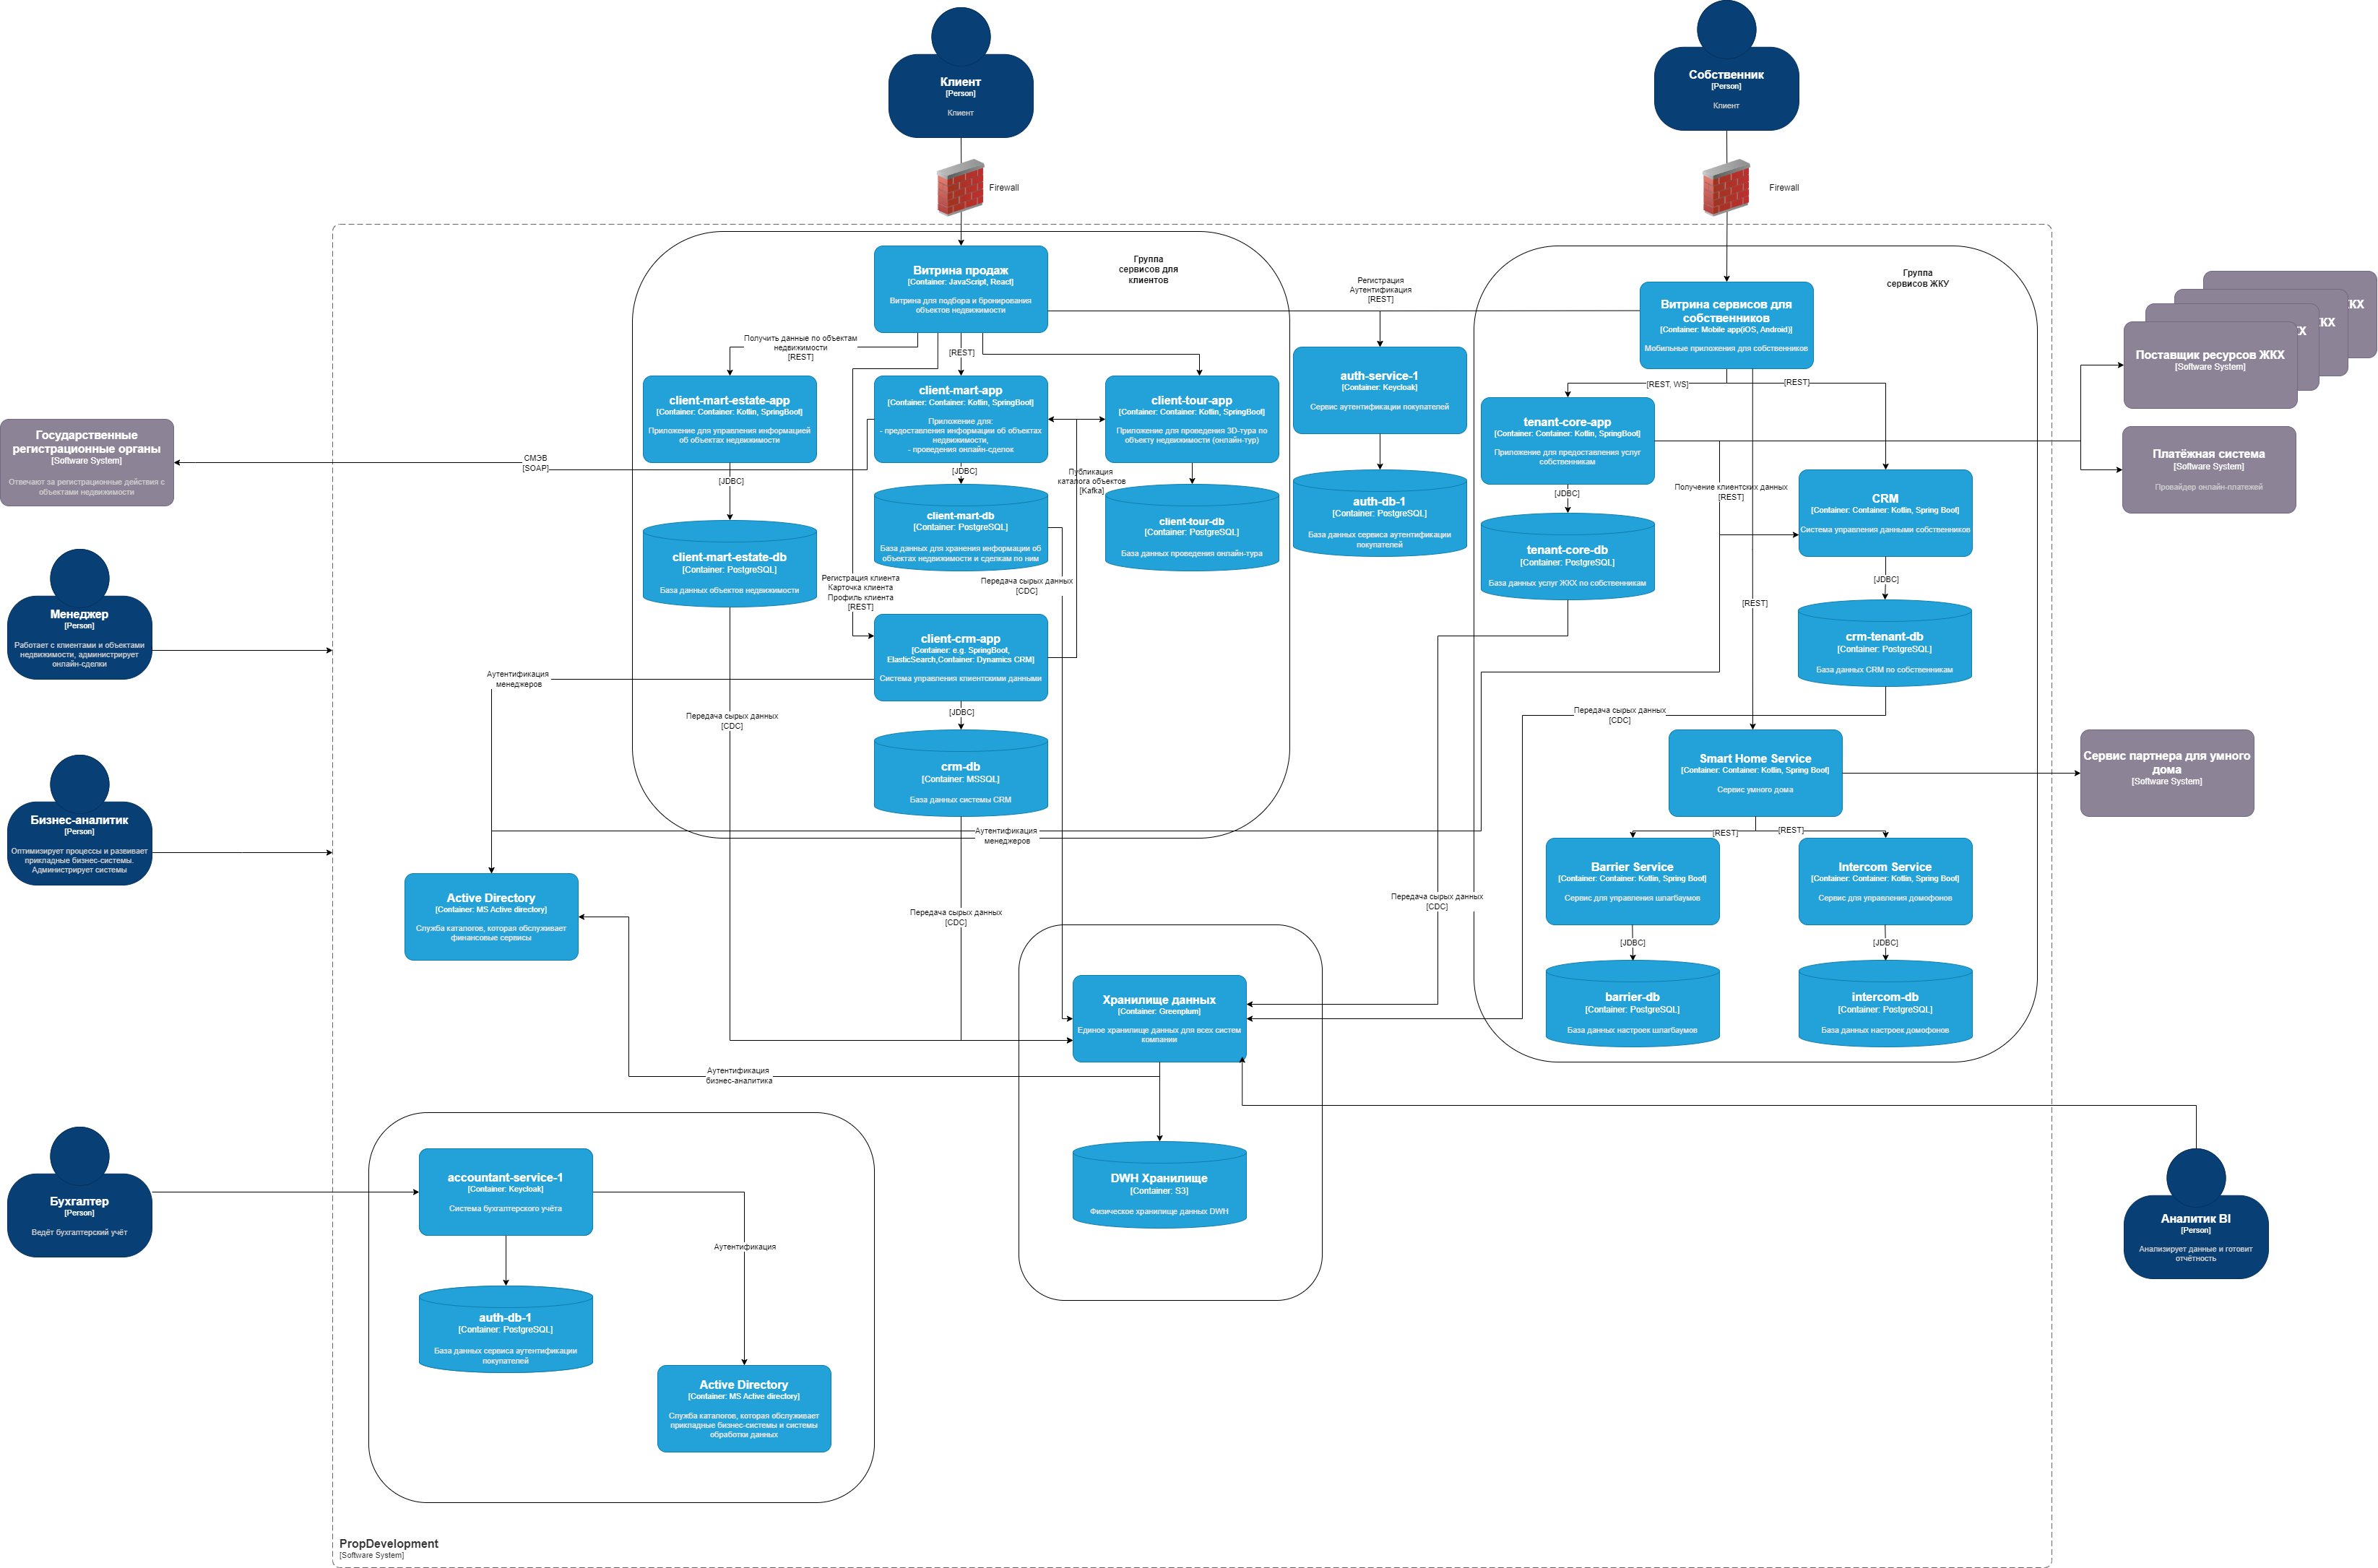 Клиент
[Person]
Клиент
Firewall
Собственник
[Person]
Клиент
Firewall
Группа
сервисов для
клиентов
Витрина продаж
[Container: JavaScript, React]
Витрина для подбора и бронирования
объектов недвижимости
Регистрация
Аутентификация
[REST]
Группа
сервисов ЖКУ
Витрина сервисов для
собственников
[Container: Mobile app(iOS, Android)]
Мобильные приложения для собственников
Получить данные по объектам
недвижимости
[REST]
[REST]
client-mart-estate-app
[Container: Container: Kotlin, SpringBoot]
Приложение для управления информацией
об объектах недвижимости
client-mart-app
[Container: Container: Kotlin, SpringBoot]
Приложение для:
- предоставления информации об объектах
недвижимости,
- проведения онлайн-сделок
client-tour-app
[Container: Container: Kotlin, SpringBoot]
Приложение для проведения 3D-тура по
объекту недвижимости (онлайн-тур)
auth-service-1
[Container: Keycloak]
Сервис аутентификации покупателей
[REST, WS]
[REST]
tenant-core-app
[Container: Container: Kotlin, SpringBoot]
Приложение для предоставления услуг
собственникам
КХ
КХ
Х
Поставщик ресурсов ЖКХ
[Software System]
Платёжная система
[Software System]
Провайдер онлайн-платежей
Государственные
регистрационные органы
[Software System]
Отвечают за регистрационные действия с
объектами недвижимости
СМЭВ
[SOAP]
[JDBC]
[JDBC]
Публикация
каталога объектов
[Kafka]
[JDBC]
Получение клиентских данных
[REST]
client-mart-estate-db
[Container: PostgreSQL]
База данных объектов недвижимости
client-mart-db
[Container: PostgreSQL]
База данных для хранения информации об
объектах недвижимости и сделкам по ним
client-tour-db
[Container: PostgreSQL]
База данных проведения онлайн-тура
auth-db-1
[Container: PostgreSQL]
База данных сервиса аутентификации
покупателей
tenant-core-db
[Container: PostgreSQL]
База данных услуг ЖКХ по собственникам
CRM
[Container: Container: Kotlin, Spring Boot]
Система управления данными собственников
[JDBC]
Регистрация клиента
Карточка клиента
Профиль клиента
[REST]
Передача сырых данных
[CDC]
[REST]
crm-tenant-db
[Container: PostgreSQL]
База данных CRM по собственникам
Менеджер
[Person]
Работает с клиентами и объектами
недвижимости, администрирует
онлайн-сделки
client-crm-app
[Container: e.g. SpringBoot,
ElasticSearch,Container: Dynamics CRM]
Система управления клиентскими данными
Аутентификация
менеджеров
Передача сырых данных
[CDC]
[JDBC]
Передача сырых данных
[CDC]
crm-db
[Container: MSSQL]
База данных системы CRM
Smart Home Service
[Container: Container: Kotlin, Spring Boot]
Сервис умного дома
Сервис партнера для умного
дома
[Software System]
Бизнес-аналитик
[Person]
Оптимизирует процессы и развивает
прикладные бизнес-системы.
Администрирует системы
Аутентификация
менеджеров
[REST]
[REST]
Active Directory
[Container: MS Active directory]
Служба каталогов, которая обслуживает
финансовые сервисы
Передача сырых данных
[CDC]
Передача сырых данных
[CDC]
Barrier Service
[Container: Container: Kotlin, Spring Boot]
Сервис для управления шлагбаумов
Intercom Service
[Container: Container: Kotlin, Spring Boot]
Сервис для управления домофонов
[JDBC]
[JDBC]
Хранилище данных
[Container: Greenplum]
Единое хранилище данных для всех систем
компании
barrier-db
[Container: PostgreSQL]
База данных настроек шлагбаумов
intercom-db
[Container: PostgreSQL]
База данных настроек домофонов
Аутентификация
бизнес-аналитика
Бухгалтер
[Person]
Ведёт бухгалтерский учёт
accountant-service-1
[Container: Keycloak]
Система бухгалтерского учёта
Аутентификация
DWH Хранилище
[Container: S3]
Физическое хранилище данных DWH
Аналитик BI
[Person]
Анализирует данные и готовит
отчётность
auth-db-1
[Container: PostgreSQL]
База данных сервиса аутентификации
покупателей
Active Directory
[Container: MS Active directory]
Служба каталогов, которая обслуживает
прикладные бизнес-системы и системы
обработки данных
PropDevelopment
[Software System]